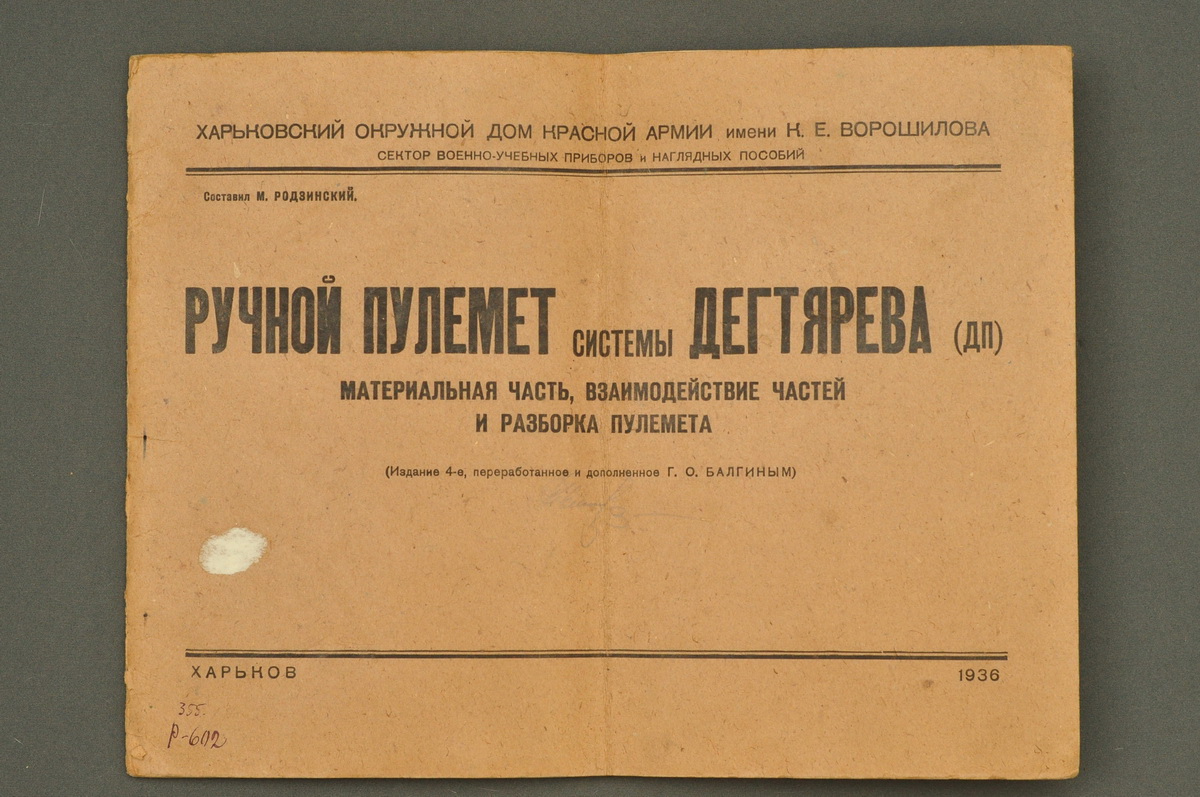 ХАРЬКОВСКИЙ ОКРУЖНОЙ ДОМ КРАСНОЙ АРМИИ имени К. Е. ВОРОШИЛОВА
СЕКТОР ВОЕННО-УЧЕБНЫХ ПРИБОРОВ и НАГЛЯДНЫХ ПОСОБИЙ
Составил М. РОДЗИНСКИЙ.
РУЧНОЙ ПУЛЕМЕТ СИСТЕМЫ ДЕГТЯРЕВА (ДП)
МАТЕРИАЛЬНАЯ ЧАСТЬ, ВЗАИМОДЕЙСТВИЕ ЧАСТЕЙ
И РАЗБОРКА ПУЛЕМЕТА
(Издание 4-е, переработанное и дополненное Г. О. БАЛГИНЫМ)
ХАРЬКОВ 1936
355.
Р-602